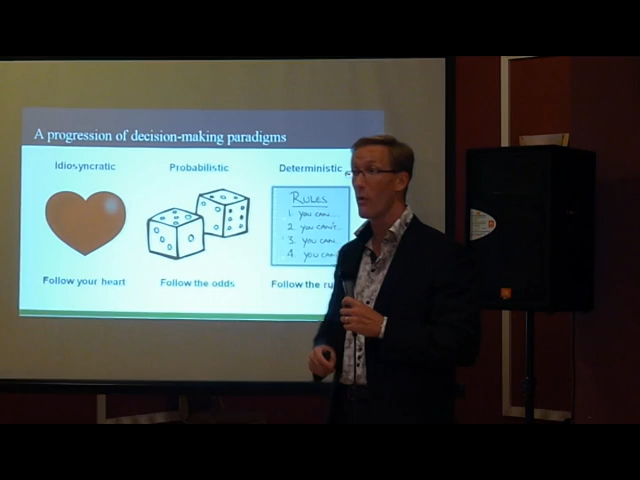 A progression of decision-making paradigms
Idiosyncratic
Probabilistic
Deterministic
RULES
1. YOU CAN...
2. YOU CAN'T...
3. YOU CAN
4. YOU CAN
Follow your heart
Follow the odds
Follow the ru